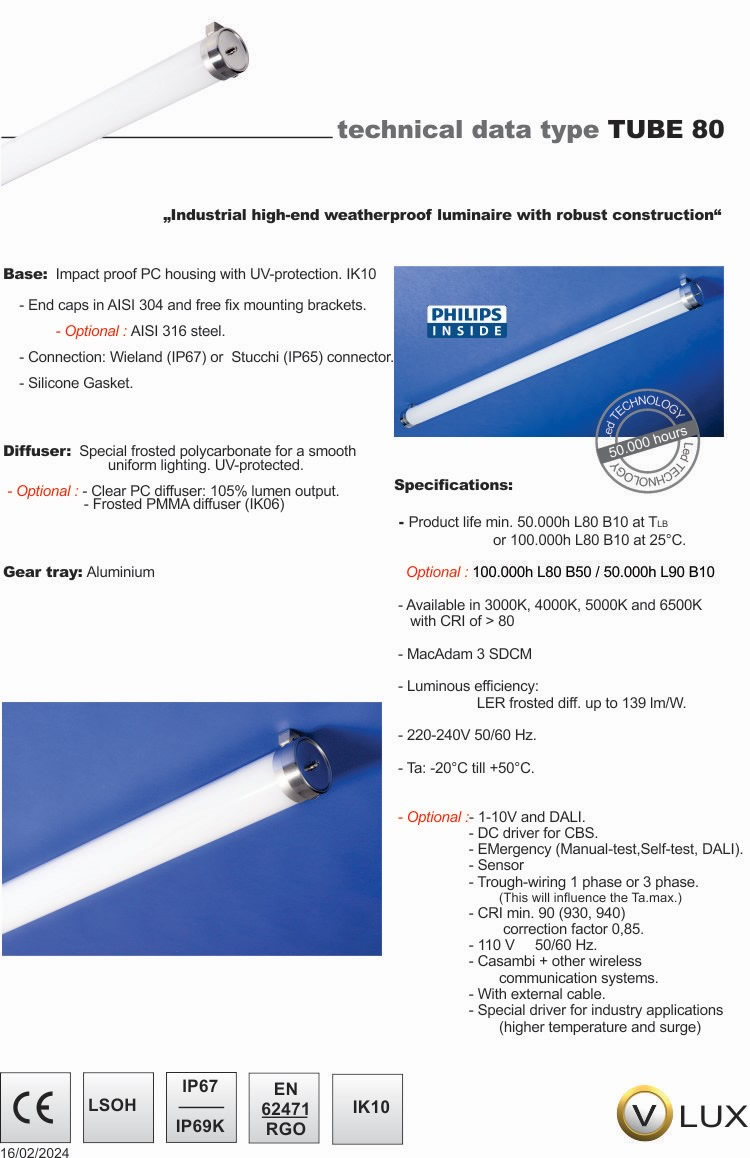 technical data type TUBE 80
„Industrial high-end weatherproof luminaire with robust construction“
Base: Impact proof PC housing with UV-protection. IK10
- End caps in AISI 304 and free fix mounting brackets.
- Optional : AISI 316 steel.
- Connection: Wieland (IP67) or Stucchi (IP65) connector.
- Silicone Gasket.
PHILIPS
INSIDE
Led TECHNOLOGY
50.000 hours
Led TECHNOLOGY
Diffuser: Special frosted polycarbonate for a smooth
uniform lighting. UV-protected.
- Optional : - Clear PC diffuser: 105% lumen output.
- Frosted PMMA diffuser (IK06)
Gear tray: Aluminium
Specifications:
- Product life min. 50.000h L80 B10 at TLB
or 100.000h L80 B10 at 25°C.
Optional : 100.000h L80 B50 / 50.000h L90 B10
- Available in 3000K, 4000K, 5000K and 6500K
with CRI of > 80
- MacAdam 3 SDCM
- Luminous efficiency:
LER frosted diff. up to 139 lm/W.
- 220-240V 50/60 Hz.
- Ta: -20°C till +50°C.
- Optional :- 1-10V and DALI.
- DC driver for CBS.
- EMergency (Manual-test,Self-test, DALI).
- Sensor
- Trough-wiring 1 phase or 3 phase.
(This will influence the Ta.max.)
- CRI min. 90 (930, 940)
correction factor 0,85.
- 110 V 50/60 Hz.
- Casambi + other wireless
communication systems.
- With external cable.
- Special driver for industry applications
(higher temperature and surge)
CE
LSOH
IP67
IP69K
EN
62471
RGO
IK10
V LUX
16/02/2024